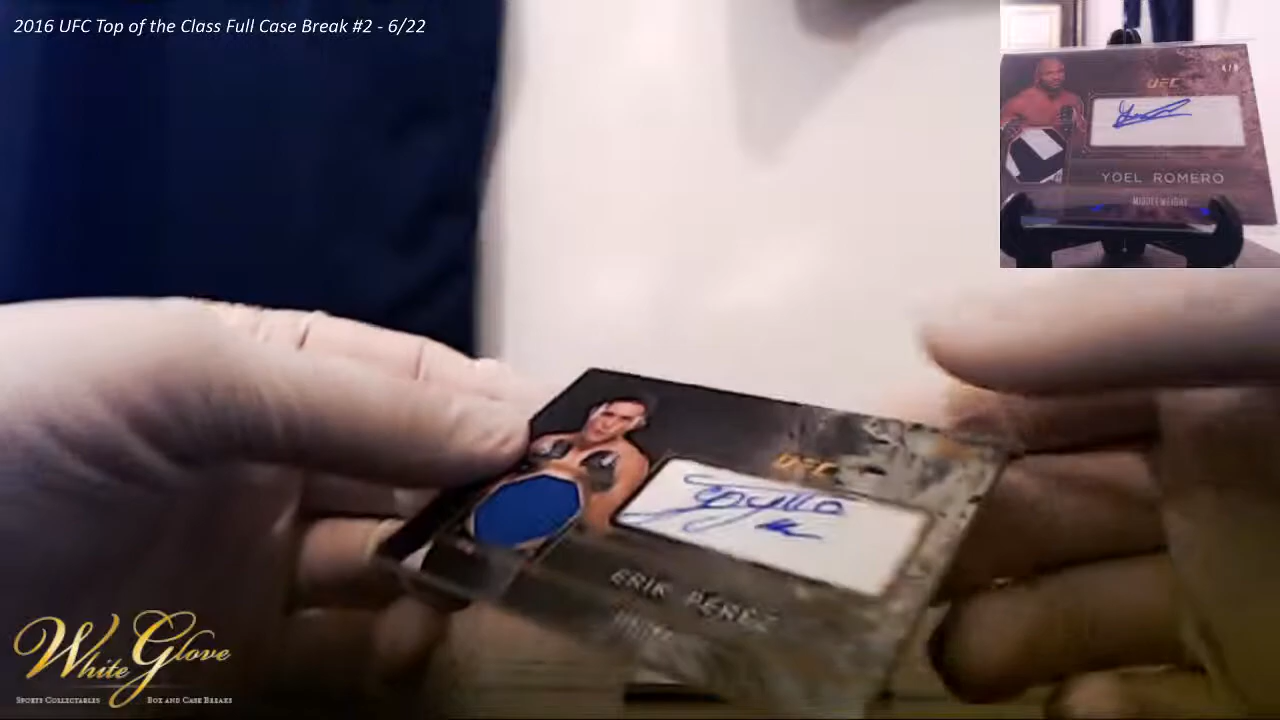 2016 UFC Top of the Class Full Case Break #2 - 6/22
UFC
YOEL ROMERO
MIDDLEWEIGHT
UFC
ERIK PEREZ
White Glove
SPORTS COLLECTABLES BOX AND CASE BREAKS